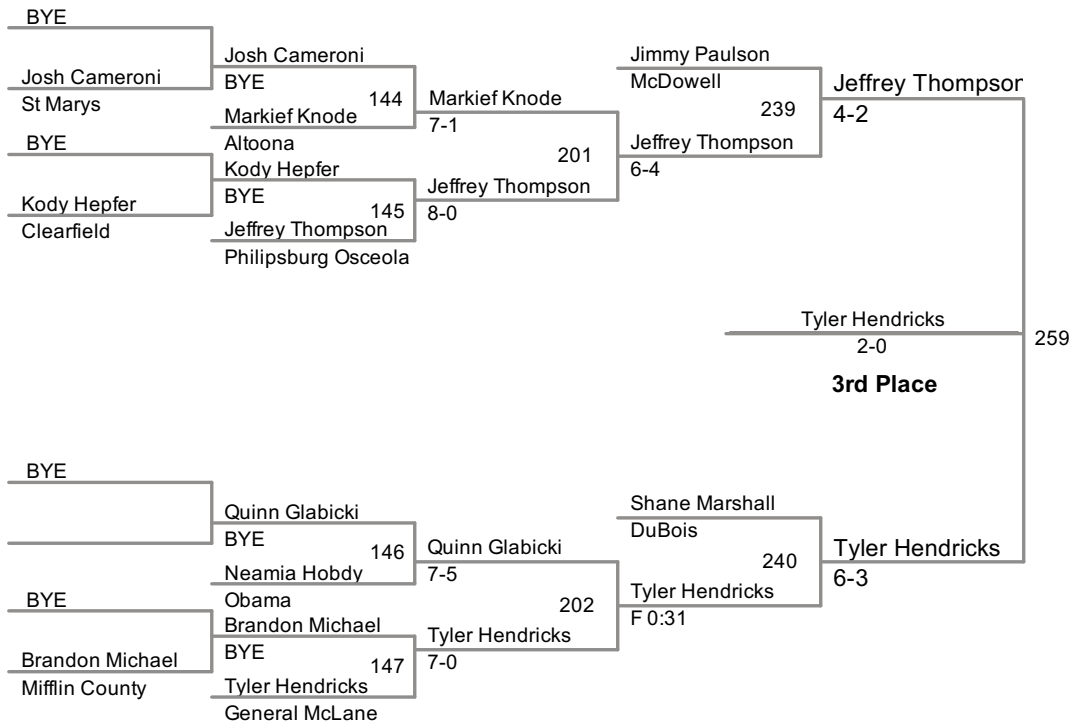 BYE
Josh Cameroni
St Marys
BYE
Kody Hepfer
Clearfield
Josh Cameroni
BYE
144
Markief Knode
Altoona
Kody Hepfer
BYE
145
Jeffrey Thompson
Philipsburg Osceola
Markief Knode
7-1
201
Jeffrey Thompson
8-0
Jimmy Paulson
McDowell
239
Jeffrey Thompson
6-4
Jeffrey Thompson
4-2
Tyler Hendricks
2-0
259
3rd Place
BYE
BYE
Brandon Michael
Mifflin County
Quinn Glabicki
BYE
146
Neamia Hobdy
Obama
Brandon Michael
BYE
147
Tyler Hendricks
General McLane
Quinn Glabicki
7-5
202
Tyler Hendricks
7-0
Shane Marshall
DuBois
240
Tyler Hendricks
F 0:31
Tyler Hendricks
6-3